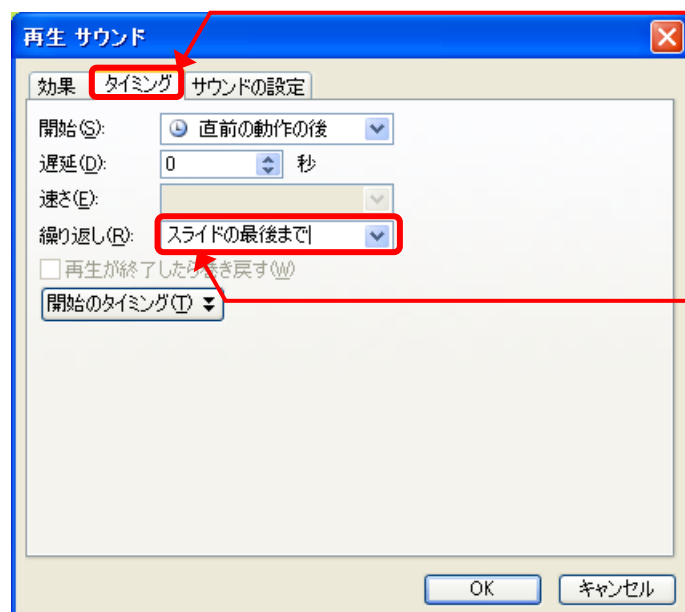 再生 サウンド
効果 タイミング サウンドの設定
開始(S): 直前の動作の後
遅延(D): 0 秒
速さ(E):
繰り返し(R): スライドの最後まで
再生が終了したら巻き戻す(W)
開始のタイミング(T)
OK キャンセル